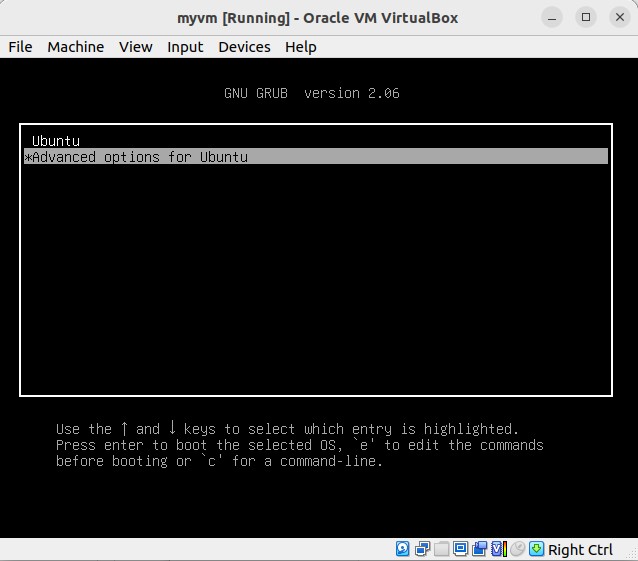 myvm [Running] - Oracle VM VirtualBox
File Machine View Input Devices Help
GNU GRUB version 2.06
Ubuntu
*Advanced options for Ubuntu
Use the ↑ and ↓ keys to select which entry is highlighted.
Press enter to boot the selected OS, `e' to edit the commands
before booting or `c' for a command-line.
Right Ctrl